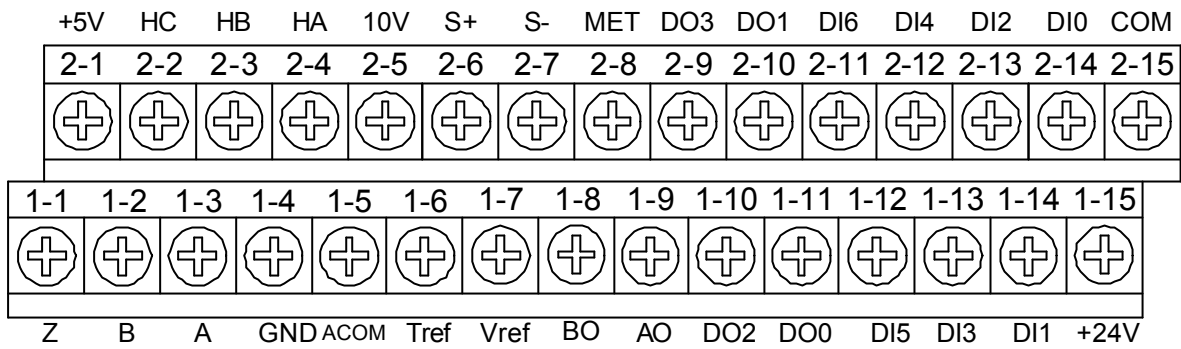 +5V HC HB HA 10V S+ S- MET DO3 DO1 DI6 DI4 DI2 DI0 COM
2-1 2-2 2-3 2-4 2-5 2-6 2-7 2-8 2-9 2-10 2-11 2-12 2-13 2-14 2-15
1-1 1-2 1-3 1-4 1-5 1-6 1-7 1-8 1-9 1-10 1-11 1-12 1-13 1-14 1-15
Z B A GND ACOM Tref Vref BO AO DO2 DO0 DI5 DI3 DI1 +24V